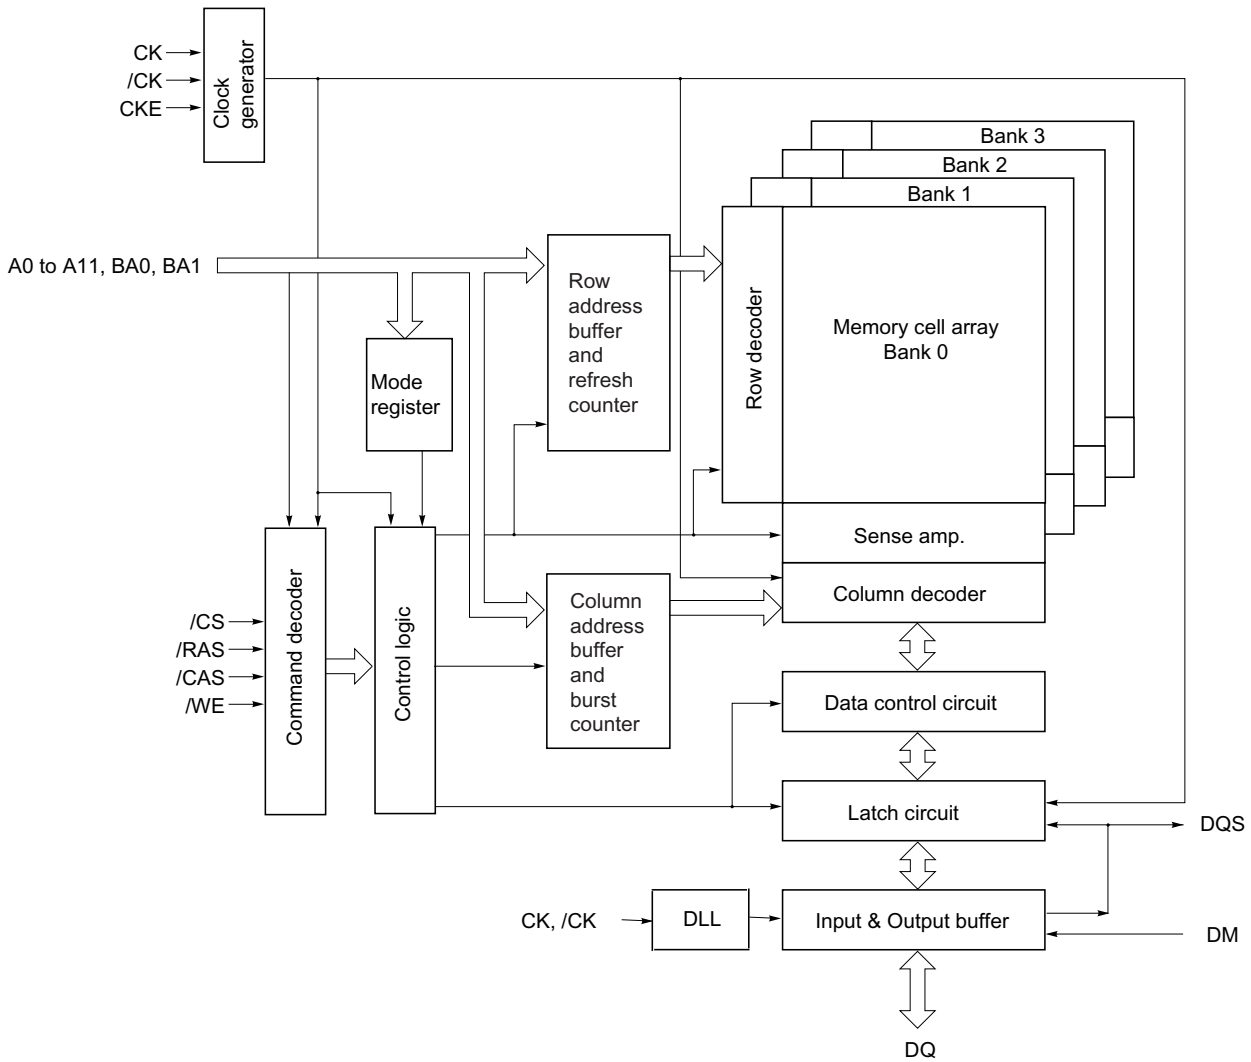 CK
/CK
CKE
Clock
generator
Bank 3
Bank 2
Bank 1
A0 to A11, BA0, BA1
Row
address
buffer
and
refresh
counter
Row decoder
Memory cell array
Bank 0
Mode
register
Sense amp.
Column decoder
Command decoder
Control logic
Column
address
buffer
and
burst
counter
/CS
/RAS
/CAS
/WE
Data control circuit
Latch circuit
DQS
CK, /CK
DLL
Input & Output buffer
DM
DQ